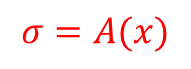 σ = A(x)